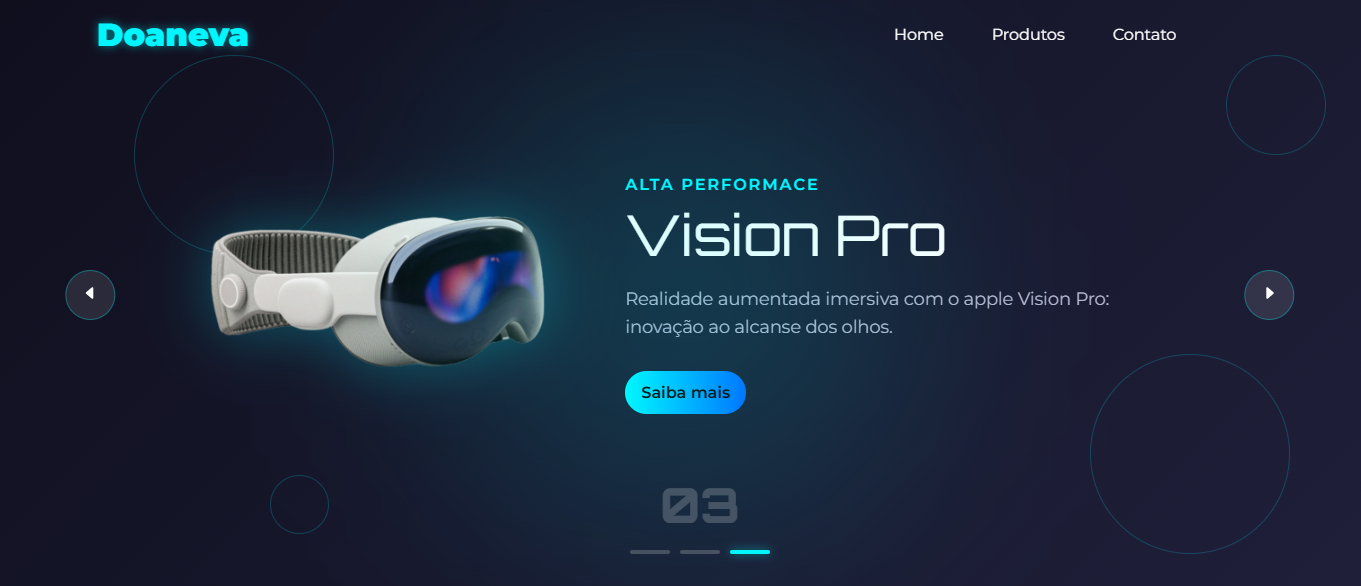 Doaneva
Home Produtos Contato
ALTA PERFORMACE
Vision Pro
Realidade aumentada imersiva com o apple Vision Pro:
inovação ao alcanse dos olhos.
Saiba mais
03